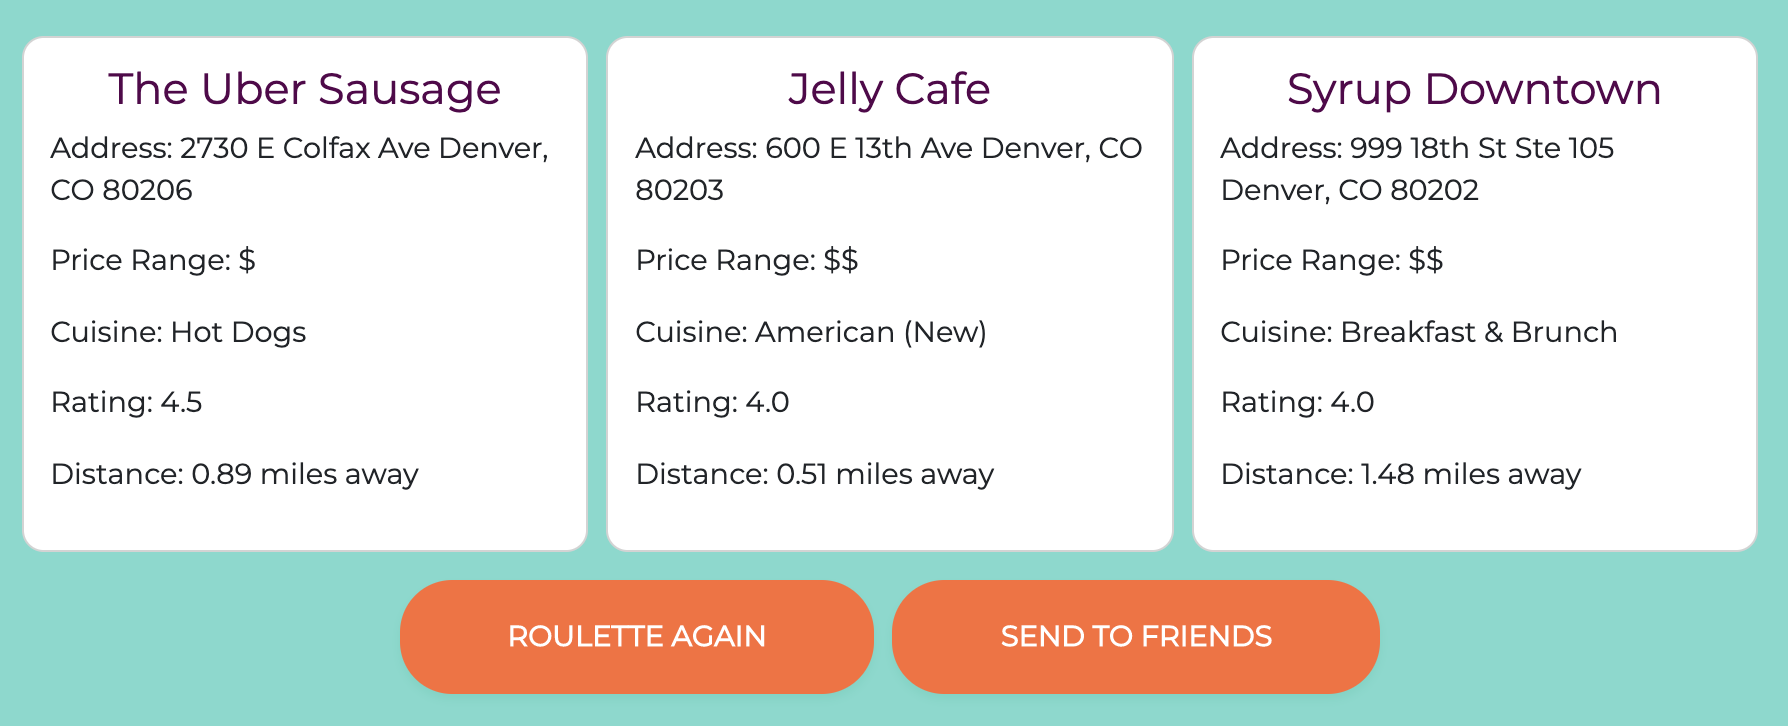 The Uber Sausage
Address: 2730 E Colfax Ave Denver,
CO 80206
Price Range: $
Cuisine: Hot Dogs
Rating: 4.5
Distance: 0.89 miles away
Jelly Cafe
Address: 600 E 13th Ave Denver, CO
80203
Price Range: $$
Cuisine: American (New)
Rating: 4.0
Distance: 0.51 miles away
Syrup Downtown
Address: 999 18th St Ste 105
Denver, CO 80202
Price Range: $$
Cuisine: Breakfast & Brunch
Rating: 4.0
Distance: 1.48 miles away
ROULETTE AGAIN
SEND TO FRIENDS